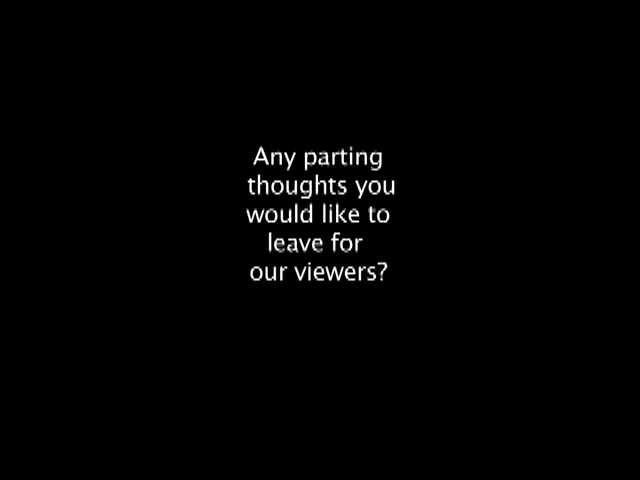 Any parting
thoughts you
would like to
leave for
our viewers?